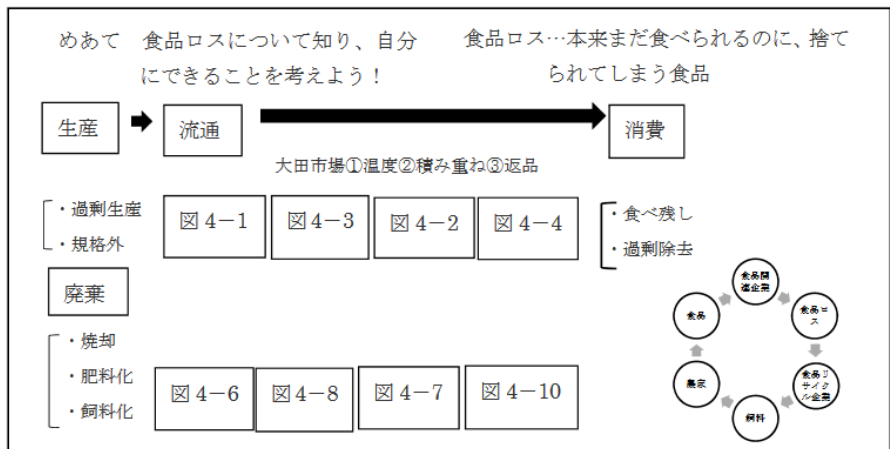 めあて 食品ロスについて知り、自分
にできることを考えよう！
食品ロス…本来まだ食べられるのに、捨て
られてしまう食品
生産
流通
消費
大田市場①温度②積み重ね③返品
・過剰生産
・規格外
図4－1
図4－3
図4－2
図4－4
・食べ残し
・過剰除去
廃棄
・焼却
・肥料化
・飼料化
図4－6
図4－8
図4－7
図4－10
食品関
連企業
食品ロ
ス
食品リ
サイク
ル企業
飼料
農家
食品